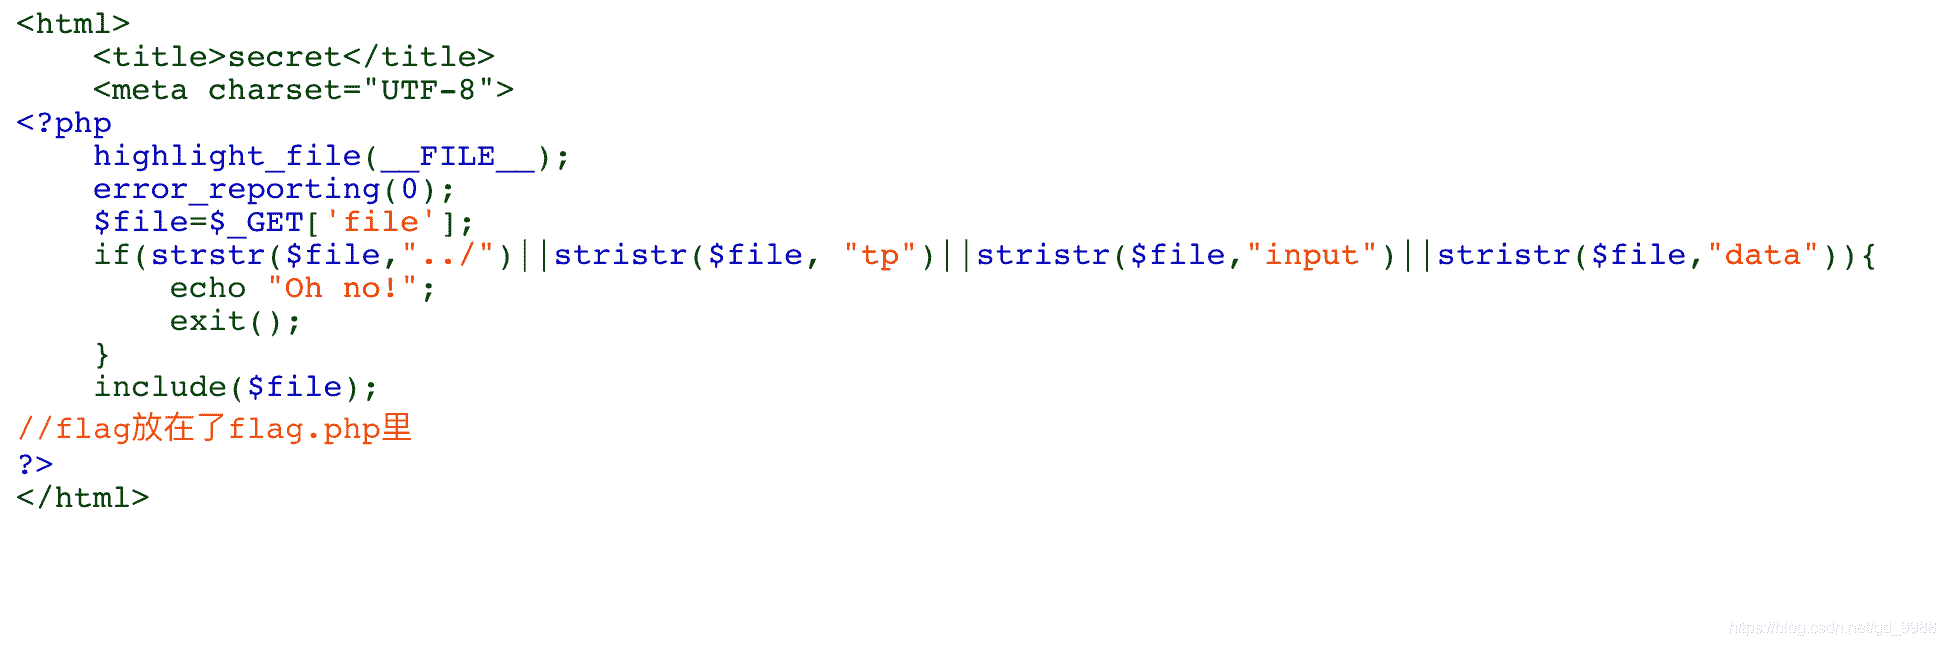 <html>
    <title>secret</title>
    <meta charset="UTF-8">
<?php
    highlight_file(__FILE__);
    error_reporting(0);
    $file=$_GET['file'];
    if(strstr($file,"../")||stristr($file, "tp")||stristr($file,"input")||stristr($file,"data")){
        echo "Oh no!";
        exit();
    }
    include($file);
//flag放在了flag.php里
?>
</html>
https://blog.csdn.net/gd_9988